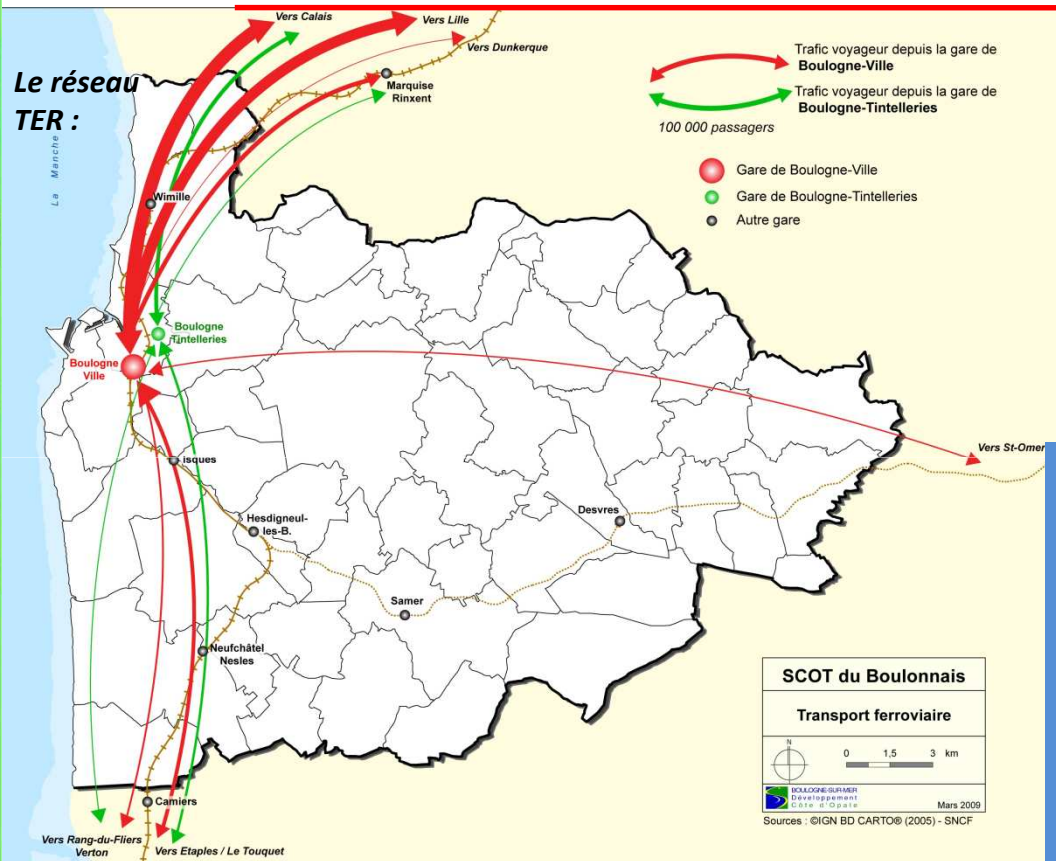 Le réseau
TER :
Vers Calais
Vers Lille
Vers Dunkerque
Marquise
Rinxent
La Manche
Wimille
Trafic voyageur depuis la gare de
Boulogne-Ville
Trafic voyageur depuis la gare de
Boulogne-Tintelleries
100 000 passagers
Gare de Boulogne-Ville
Gare de Boulogne-Tintelleries
Autre gare
Boulogne
Tintelleries
Boulogne
Ville
isques
Hesdigneul-
les-B.
Desvres
Vers St-Omer
Samer
Neufchâtel
Nesles
Camiers
Vers Rang-du-Fliers
Verton
Vers Etaples / Le Touquet
SCOT du Boulonnais
Transport ferroviaire
N
0 1,5 3 km
BOULOGNE-SUR-MER
Développement
Côte d'Opale
Mars 2009
Sources : ©IGN BD CARTO® (2005) - SNCF